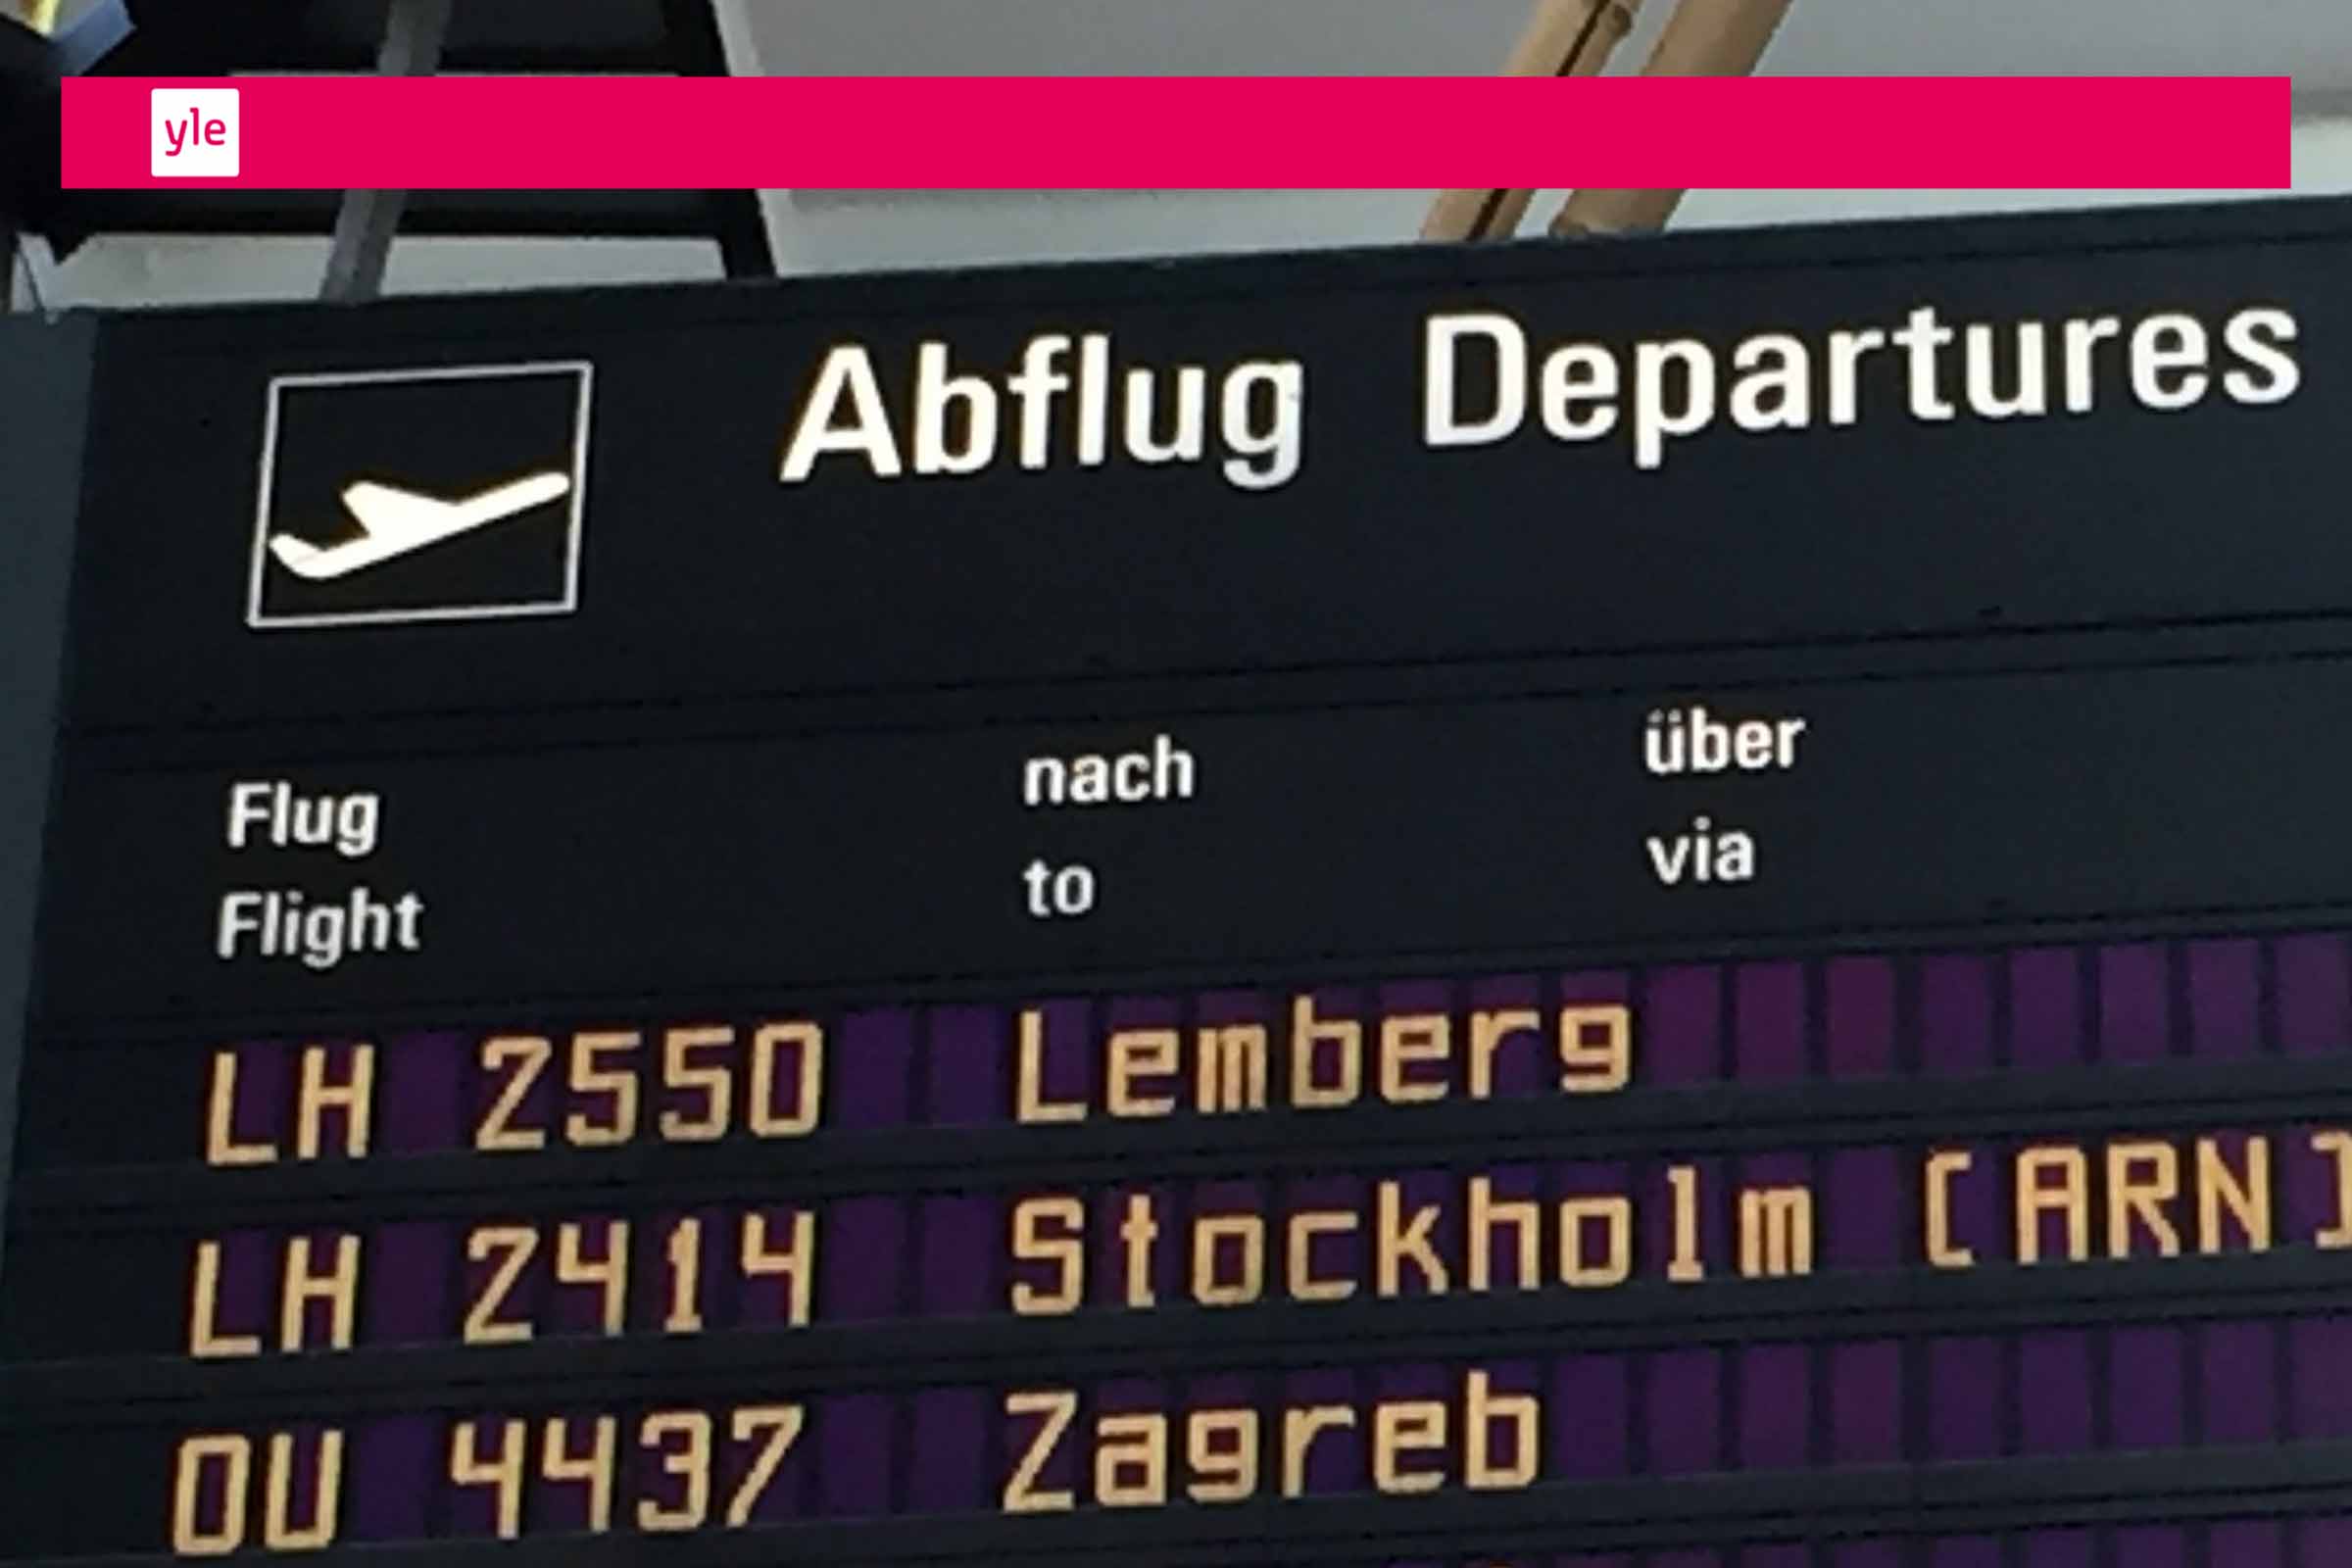 yle
Abflug Departures
Flug nach über
Flight to via
LH 2550 Lemberg
LH 2414 Stockholm [ARN]
OU 4437 Zagreb